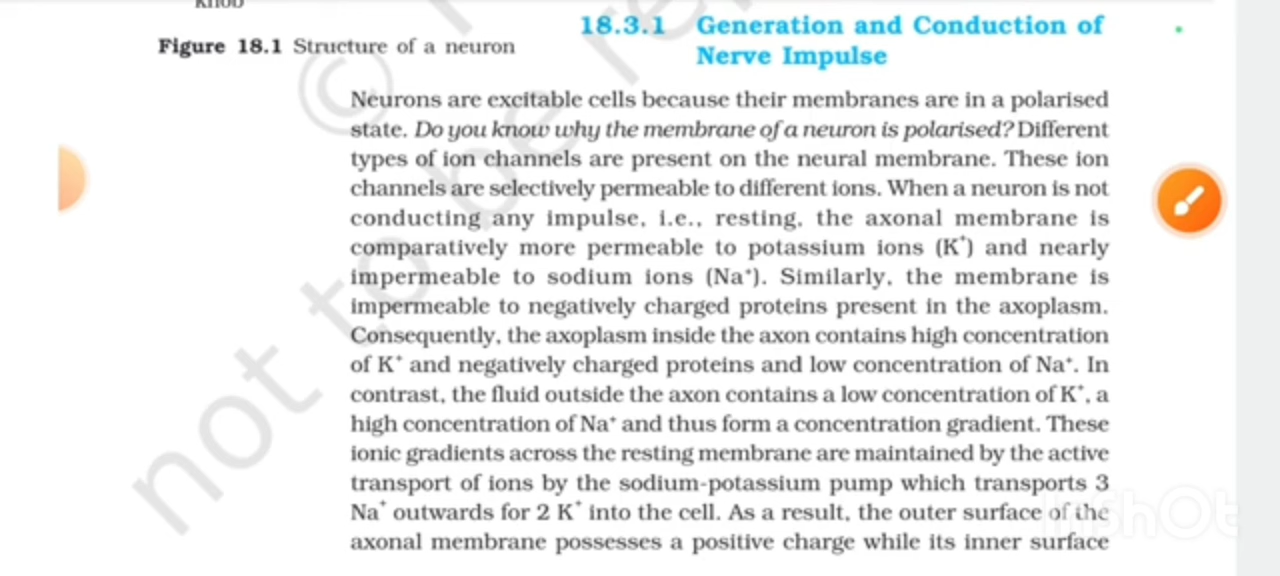 Figure 18.1 Structure of a neuron
18.3.1 Generation and Conduction of
Nerve Impulse
Neurons are excitable cells because their membranes are in a polarised
state. Do you know why the membrane of a neuron is polarised? Different
types of ion channels are present on the neural membrane. These ion
channels are selectively permeable to different ions. When a neuron is not
conducting any impulse, i.e., resting, the axonal membrane is
comparatively more permeable to potassium ions (K⁺) and nearly
impermeable to sodium ions (Na⁺). Similarly, the membrane is
impermeable to negatively charged proteins present in the axoplasm.
Consequently, the axoplasm inside the axon contains high concentration
of K⁺ and negatively charged proteins and low concentration of Na⁺. In
contrast, the fluid outside the axon contains a low concentration of K⁺, a
high concentration of Na⁺ and thus form a concentration gradient. These
ionic gradients across the resting membrane are maintained by the active
transport of ions by the sodium-potassium pump which transports 3
Na⁺ outwards for 2 K⁺ into the cell. As a result, the outer surface of the
axonal membrane possesses a positive charge while its inner surface
© 
not to be re
InShOt